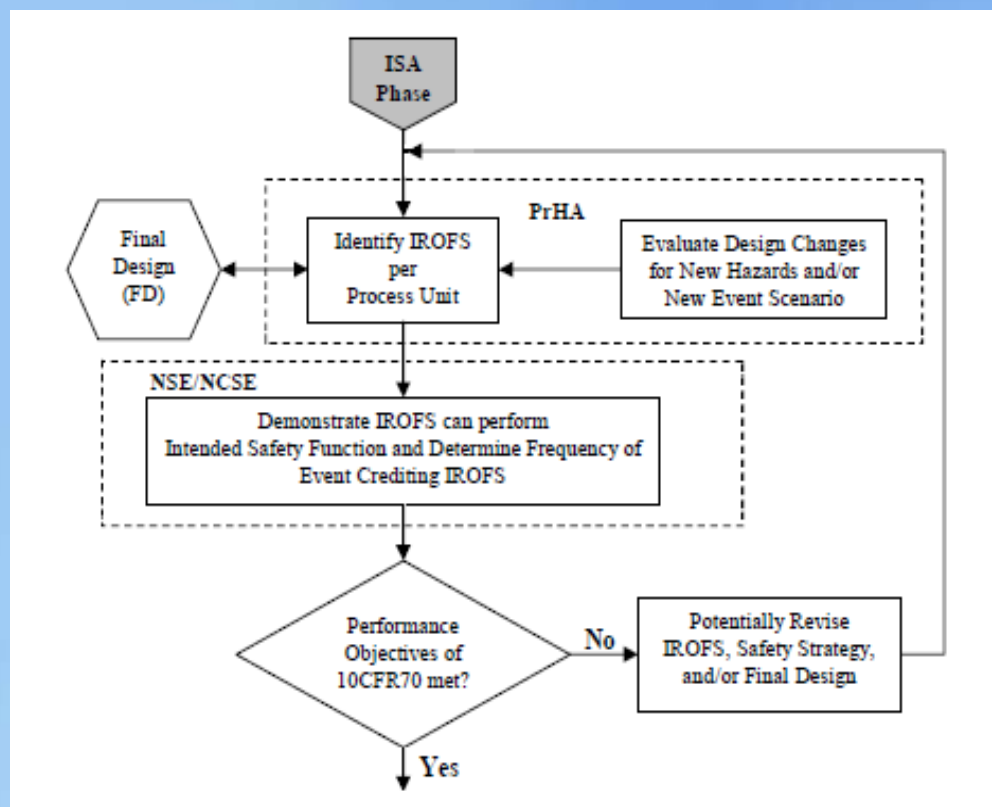 ISA
Phase
PrHA
Final
Design
(FD)
Identify IROFS
per
Process Unit
Evaluate Design Changes
for New Hazards and/or
New Event Scenario
NSE/NCSE
Demonstrate IROFS can perform
Intended Safety Function and Determine Frequency of
Event Crediting IROFS
Performance
Objectives of
10CFR70 met?
No
Potentially Revise
IROFS, Safety Strategy,
and/or Final Design
Yes